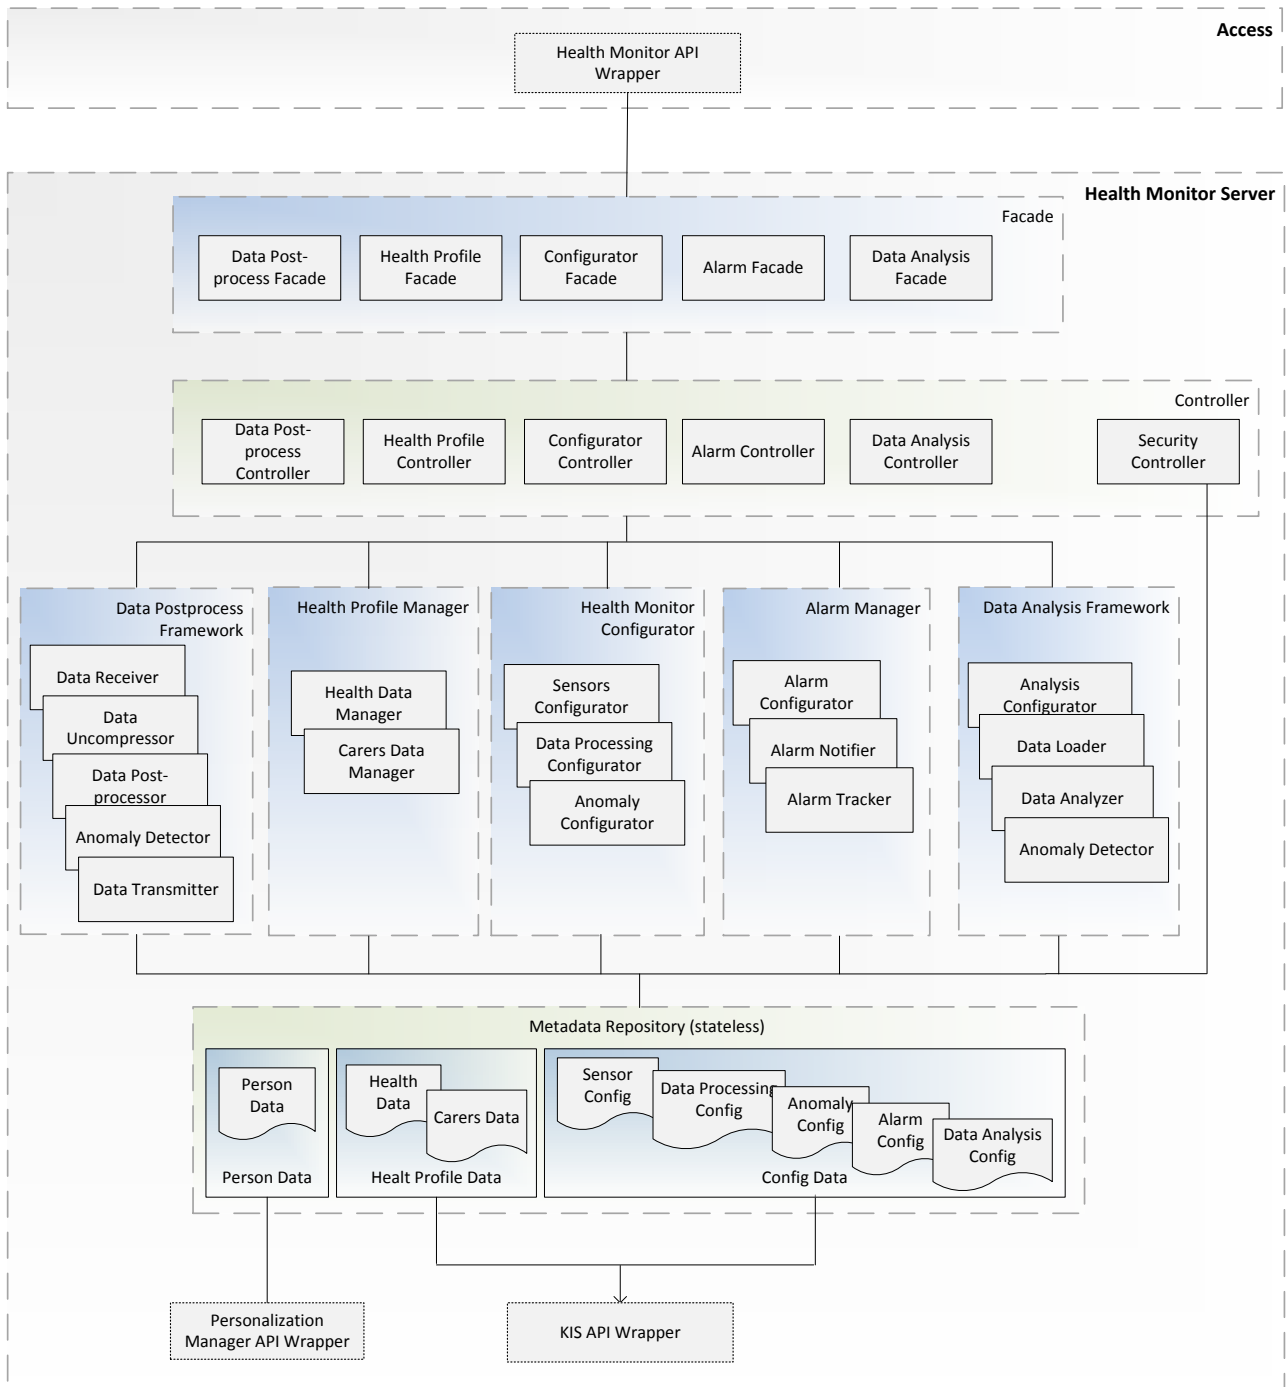 Access
Health Monitor API
Wrapper
Health Monitor Server
Facade
Data Post-
process Facade
Health Profile
Facade
Configurator
Facade
Alarm Facade
Data Analysis
Facade
Controller
Data Post-
process
Controller
Health Profile
Controller
Configurator
Controller
Alarm Controller
Data Analysis
Controller
Security
Controller
Data Postprocess
Framework
Data Receiver
Data
Uncompressor
Data Post-
processor
Anomaly Detector
Data Transmitter
Health Profile Manager
Health Data
Manager
Carers Data
Manager
Health Monitor
Configurator
Sensors
Configurator
Data Processing
Configurator
Anomaly
Configurator
Alarm Manager
Alarm
Configurator
Alarm Notifier
Alarm Tracker
Data Analysis Framework
Analysis
Configurator
Data Loader
Data Analyzer
Anomaly Detector
Metadata Repository (stateless)
Person
Data
Person Data
Health
Data
Carers Data
Healt Profile Data
Sensor
Config
Data Processing
Config
Anomaly
Config
Alarm
Config
Data Analysis
Config
Config Data
Personalization
Manager API Wrapper
KIS API Wrapper